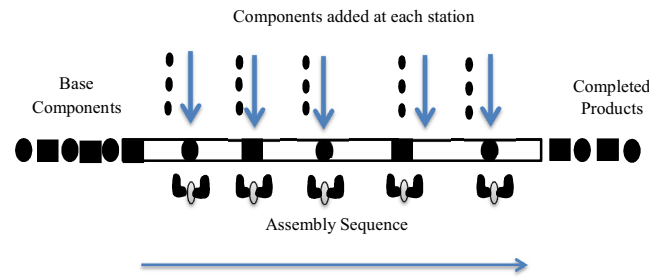 Components added at each station
Base
Components
Completed
Products
Assembly Sequence